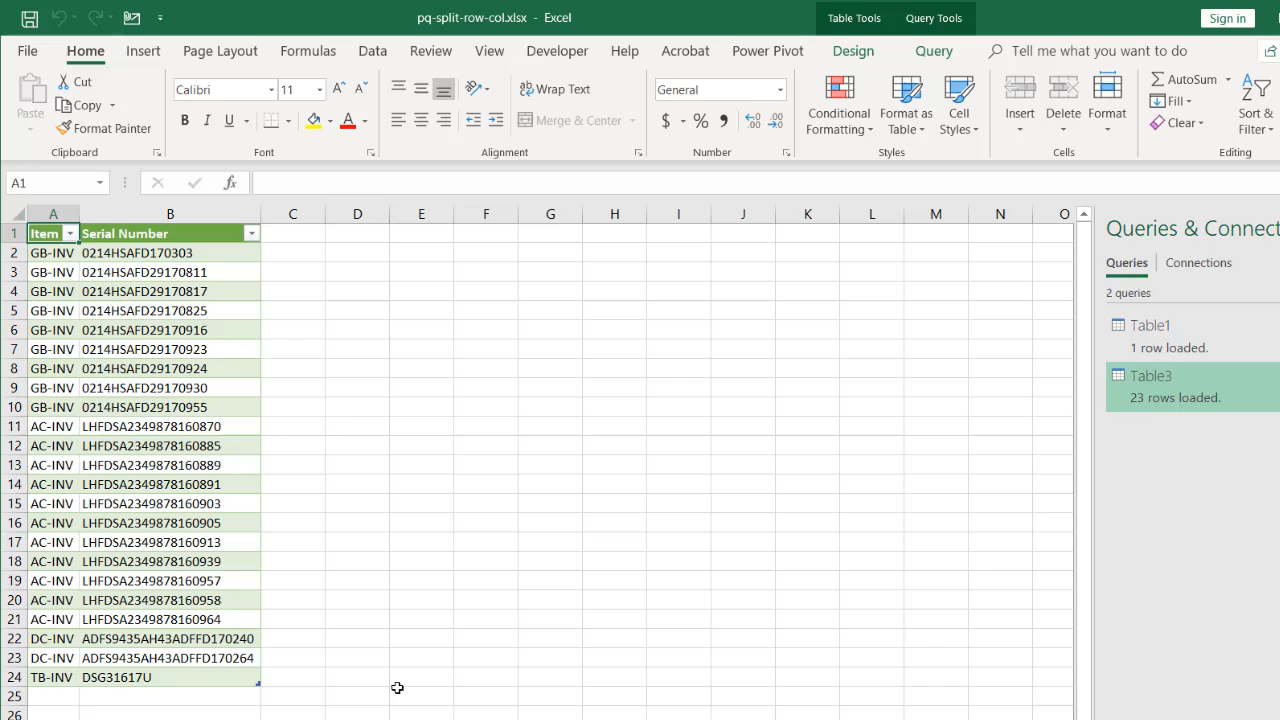 pq-split-row-col.xlsx - Excel
Table Tools Query Tools
Sign in
File Home Insert Page Layout Formulas Data Review View Developer Help Acrobat Power Pivot Design Query Tell me what you want to do
Paste
Cut
Copy
Format Painter
Clipboard
Calibri 11
B I U
Font
Wrap Text
Merge & Center
Alignment
General
$ % ,
Number
Conditional Formatting
Format as Table
Cell Styles
Styles
Insert
Delete
Format
Cells
AutoSum
Fill
Clear
Sort & Filter
Editing
A1 fx
A B C D E F G H I J K L M N O
1 Item Serial Number
2 GB-INV 0214HSAFD170303
3 GB-INV 0214HSAFD29170811
4 GB-INV 0214HSAFD29170817
5 GB-INV 0214HSAFD29170825
6 GB-INV 0214HSAFD29170916
7 GB-INV 0214HSAFD29170923
8 GB-INV 0214HSAFD29170924
9 GB-INV 0214HSAFD29170930
10 GB-INV 0214HSAFD29170955
11 AC-INV LHFDSA2349878160870
12 AC-INV LHFDSA2349878160885
13 AC-INV LHFDSA2349878160889
14 AC-INV LHFDSA2349878160891
15 AC-INV LHFDSA2349878160903
16 AC-INV LHFDSA2349878160905
17 AC-INV LHFDSA2349878160913
18 AC-INV LHFDSA2349878160939
19 AC-INV LHFDSA2349878160957
20 AC-INV LHFDSA2349878160958
21 AC-INV LHFDSA2349878160964
22 DC-INV ADFS9435AH43ADFFD170240
23 DC-INV ADFS9435AH43ADFFD170264
24 TB-INV DSG31617U
25
26
Queries & Connect
Queries Connections
2 queries
Table1
1 row loaded.
Table3
23 rows loaded.